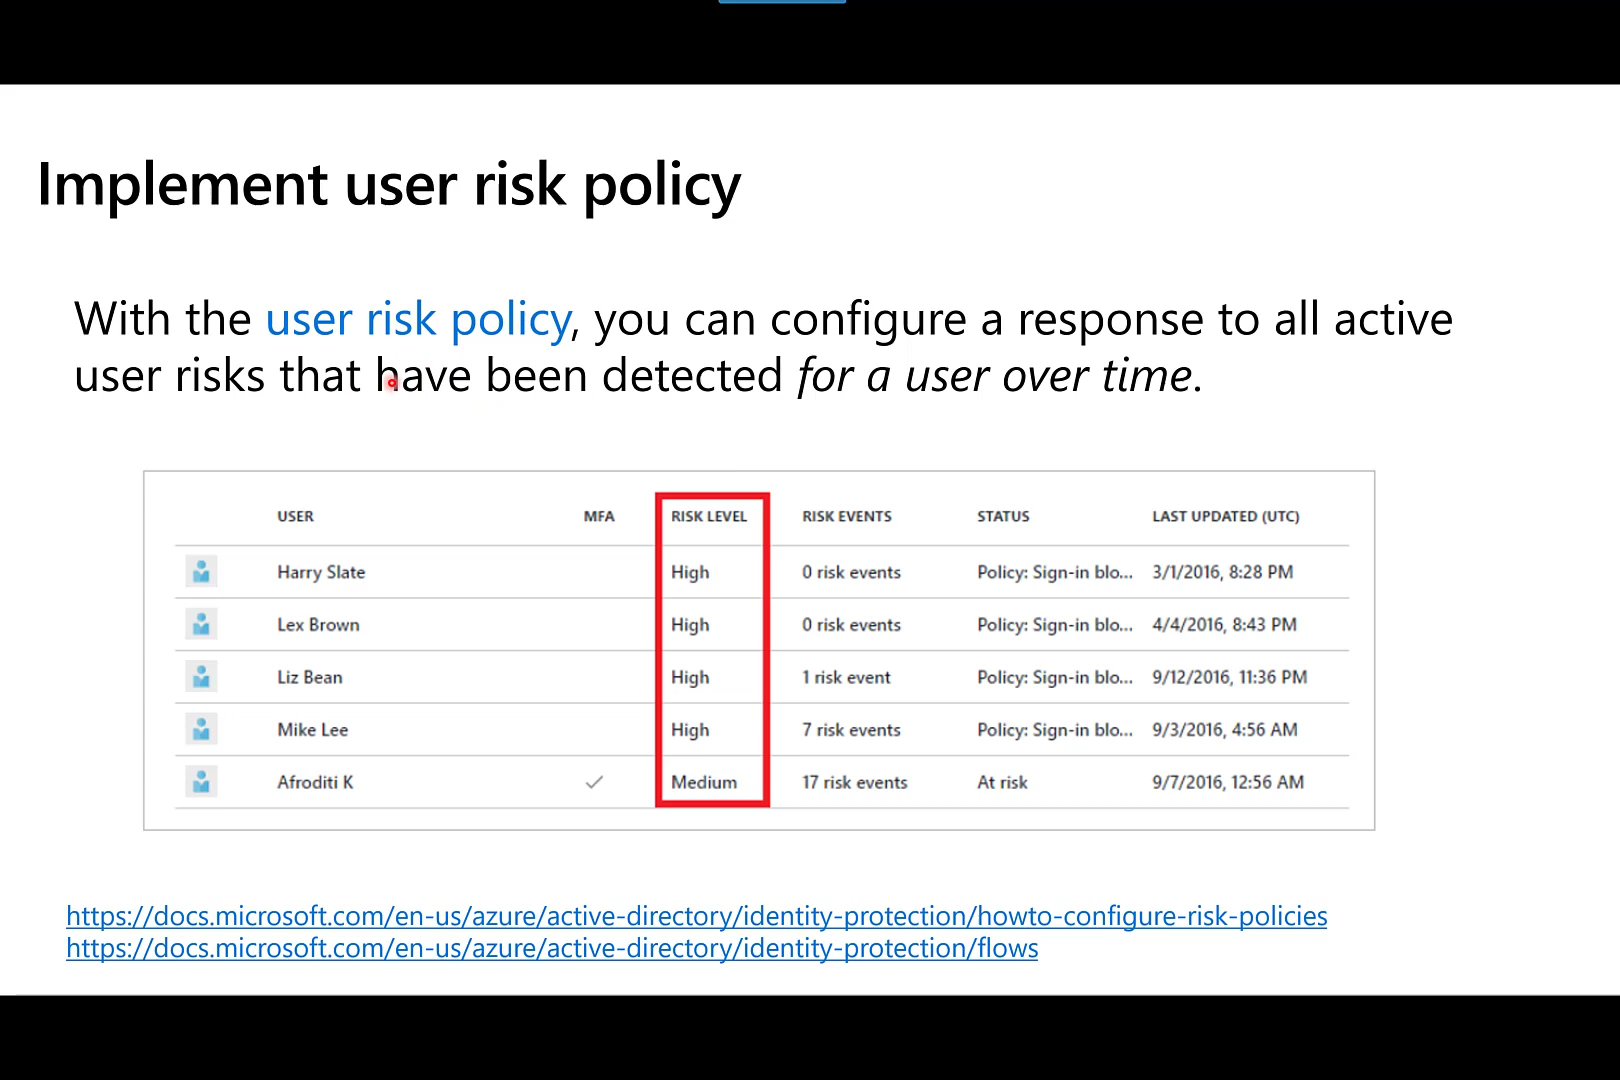 Implement user risk policy
With the user risk policy, you can configure a response to all active
user risks that have been detected for a user over time.
USER MFA RISK LEVEL RISK EVENTS STATUS LAST UPDATED (UTC)
Harry Slate High 0 risk events Policy: Sign-in blo... 3/1/2016, 8:28 PM
Lex Brown High 0 risk events Policy: Sign-in blo... 4/4/2016, 8:43 PM
Liz Bean High 1 risk event Policy: Sign-in blo... 9/12/2016, 11:36 PM
Mike Lee High 7 risk events Policy: Sign-in blo... 9/3/2016, 4:56 AM
Afroditi K Medium 17 risk events At risk 9/7/2016, 12:56 AM
https://docs.microsoft.com/en-us/azure/active-directory/identity-protection/howto-configure-risk-policies
https://docs.microsoft.com/en-us/azure/active-directory/identity-protection/flows